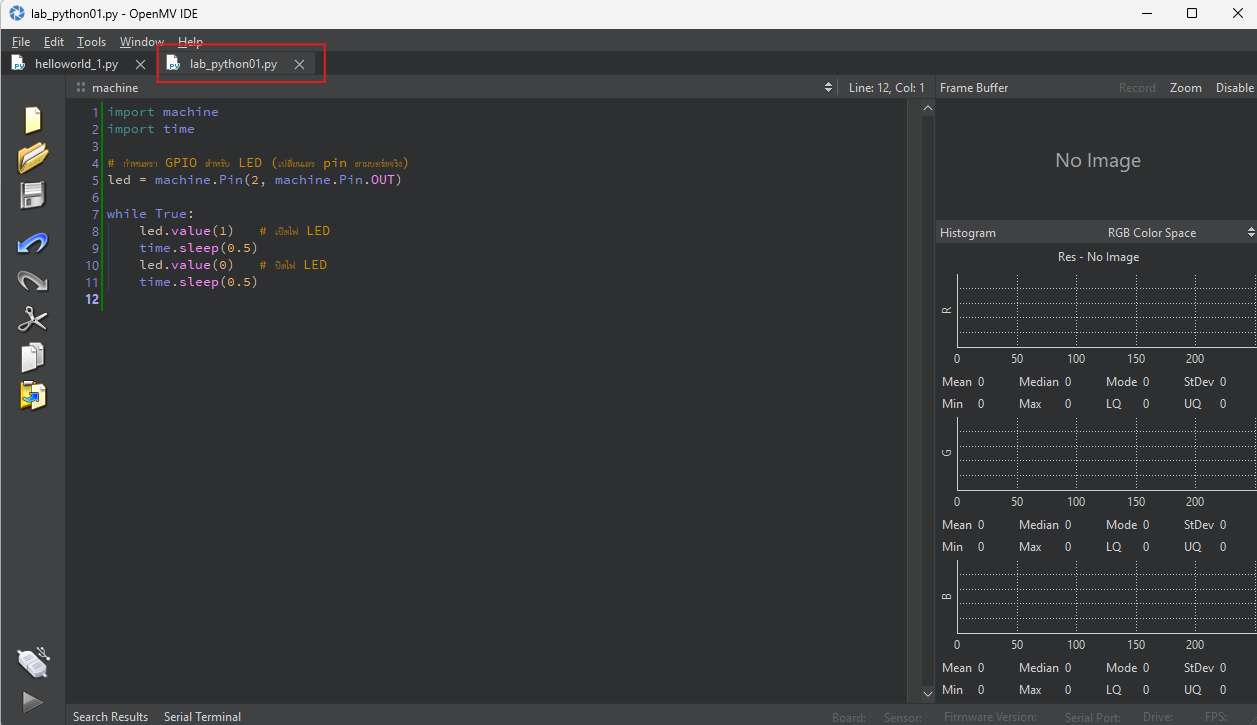 lab_python01.py - OpenMV IDE
File Edit Tools Window Help
helloworld_1.py lab_python01.py
machine Line: 12, Col: 1 Frame Buffer Record Zoom Disable
1 import machine
2 import time
3
4 # กำหนดขา GPIO สำหรับ LED (เปลี่ยนเลข pin ตามบอร์ดจริง)
5 led = machine.Pin(2, machine.Pin.OUT)
6
7 while True:
8 led.value(1) # เปิดไฟ LED
9 time.sleep(0.5)
10 led.value(0) # ปิดไฟ LED
11 time.sleep(0.5)
12
No Image
Histogram RGB Color Space
Res - No Image
R
0 50 100 150 200
Mean 0 Median 0 Mode 0 StDev 0
Min 0 Max 0 LQ 0 UQ 0
G
0 50 100 150 200
Mean 0 Median 0 Mode 0 StDev 0
Min 0 Max 0 LQ 0 UQ 0
B
0 50 100 150 200
Mean 0 Median 0 Mode 0 StDev 0
Min 0 Max 0 LQ 0 UQ 0
Search Results Serial Terminal Board: Sensor: Firmware Version: Serial Port: Drive: FPS: